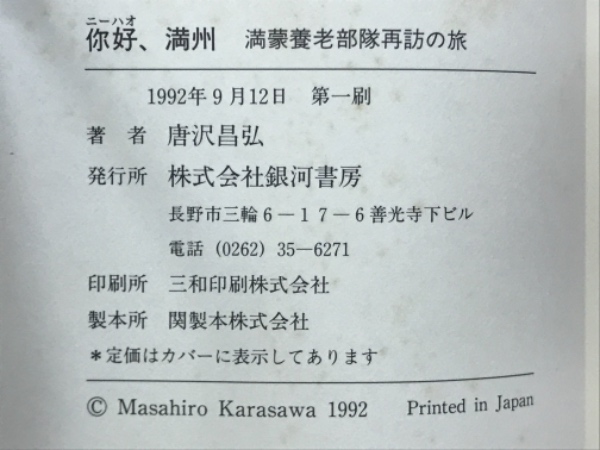 ニーハオ
你好、満州　満蒙養老部隊再訪の旅
1992年9月12日　第一刷
著　者　唐沢昌弘
発行所　株式会社銀河書房
長野市三輪6－17－6善光寺下ビル
電話 (0262) 35―6271
印刷所　三和印刷株式会社
製本所　関製本株式会社
＊定価はカバーに表示してあります
© Masahiro Karasawa 1992　Printed in Japan